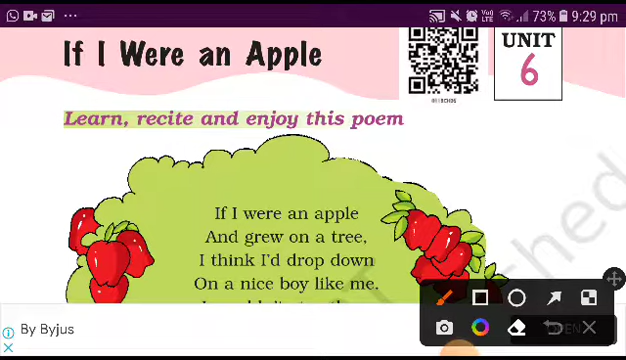 73% 9:29 pm
If I Were an Apple
UNIT
6
Learn, recite and enjoy this poem
If I were an apple
And grew on a tree,
I think I'd drop down
On a nice boy like me.
By Byjus